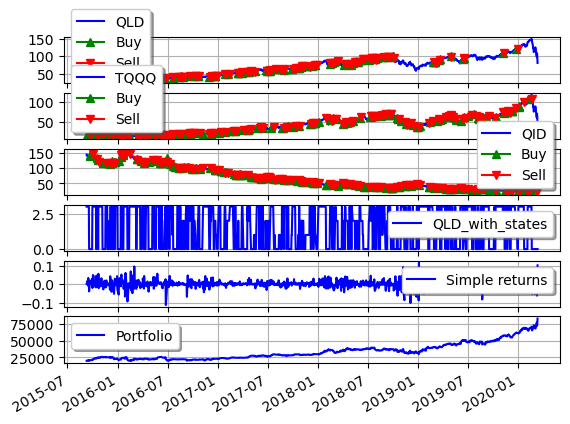 QLD
Buy
Sell
150
100
50
TQQQ
Buy
Sell
100
50
QID
Buy
Sell
150
100
50
QLD_with_states
2.5
0.0
Simple returns
0.1
0.0
−0.1
Portfolio
75000
50000
25000
2015-07
2016-01
2016-07
2017-01
2017-07
2018-01
2018-07
2019-01
2019-07
2020-01